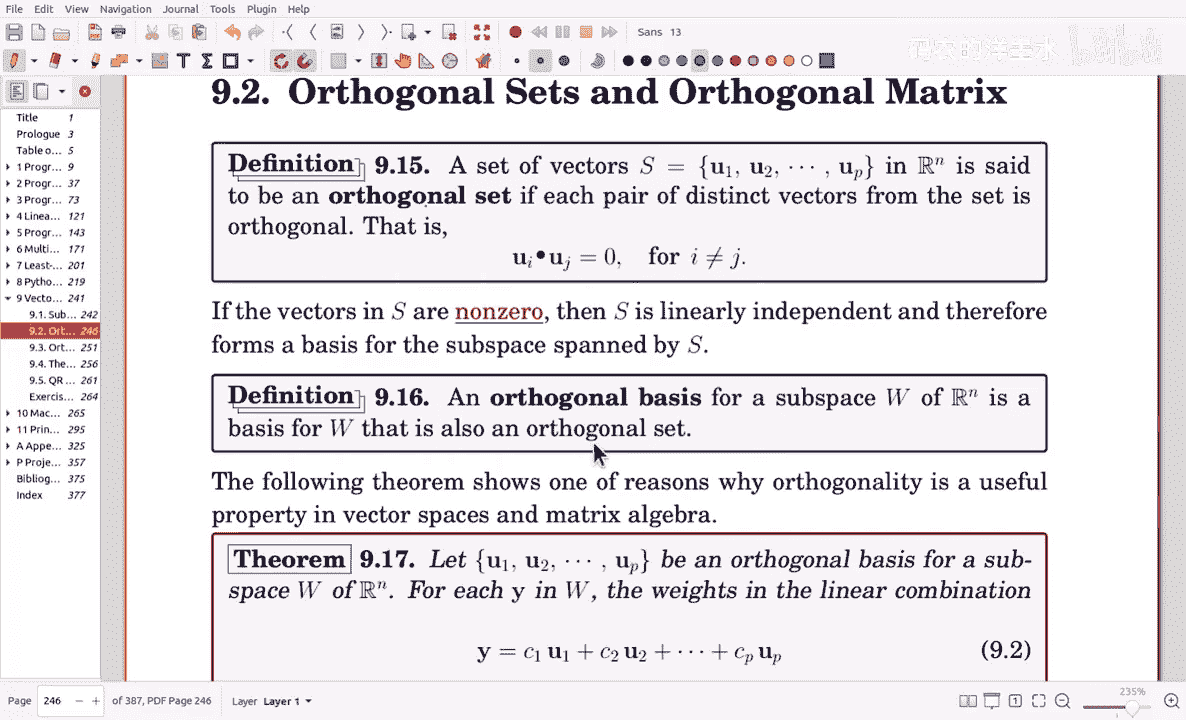 File Edit View Navigation Journal Tools Plugin Help
Sans 13
Title 1
Prologue 3
Table o... 5
1 Progr... 9
2 Progr... 37
3 Progr... 73
4 Linea... 121
5 Progr... 143
6 Multi... 171
7 Least-... 201
8 Pytho... 219
9 Vecto... 241
9.1. Sub... 242
9.2. Ort... 246
9.3. Ort... 251
9.4. The... 256
9.5. QR ... 261
Exercis... 264
10 Mac... 265
11 Prin... 295
A Appe... 325
P Proje... 357
Bibliog... 375
Index 377
9.2. Orthogonal Sets and Orthogonal Matrix
Definition 9.15. A set of vectors S = {u₁, u₂, ⋯ , uₚ} in ℝⁿ is said
to be an orthogonal set if each pair of distinct vectors from the set is
orthogonal. That is,
uᵢ•uⱼ = 0, for i ≠ j.
If the vectors in S are nonzero, then S is linearly independent and therefore
forms a basis for the subspace spanned by S.
Definition 9.16. An orthogonal basis for a subspace W of ℝⁿ is a
basis for W that is also an orthogonal set.
The following theorem shows one of reasons why orthogonality is a useful
property in vector spaces and matrix algebra.
Theorem 9.17. Let {u₁, u₂, ⋯ , uₚ} be an orthogonal basis for a sub-
space W of ℝⁿ. For each y in W, the weights in the linear combination
y = c₁ u₁ + c₂ u₂ + ⋯ + cₚ uₚ (9.2)
Page 246 − + of 387, PDF Page 246 Layer Layer 1 235%